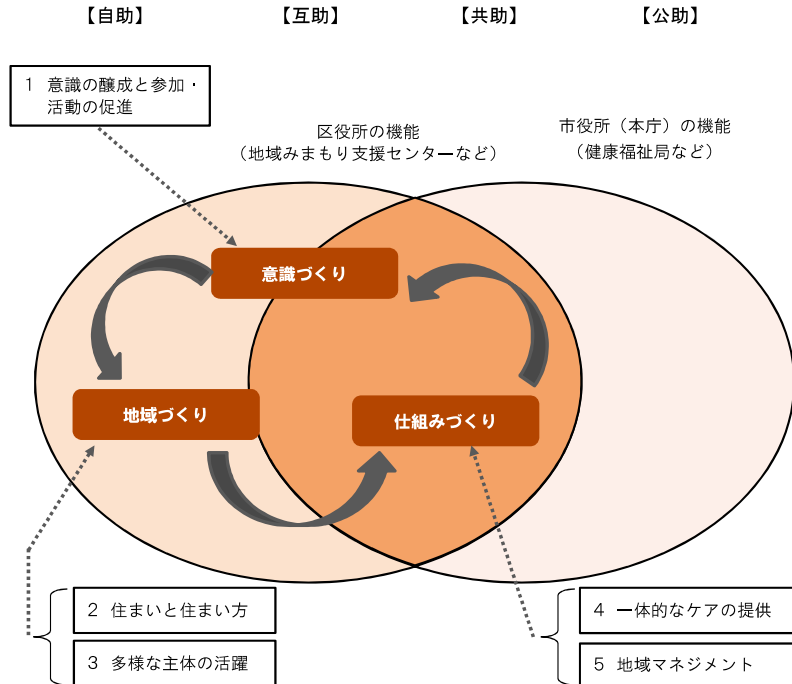 【自助】
【互助】
【共助】
【公助】
1 意識の醸成と参加・
活動の促進
区役所の機能
（地域みまもり支援センターなど）
市役所（本庁）の機能
（健康福祉局など）
意識づくり
地域づくり
仕組みづくり
2 住まいと住まい方
3 多様な主体の活躍
4 一体的なケアの提供
5 地域マネジメント